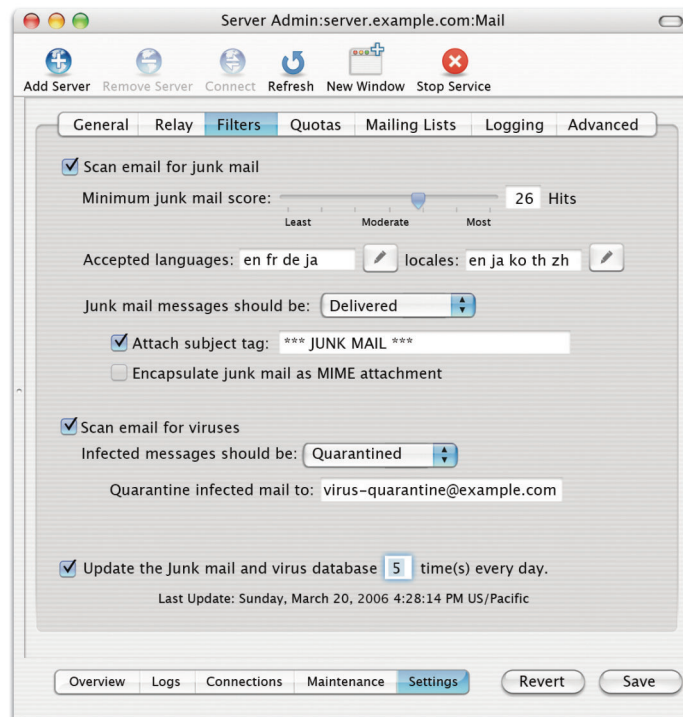 Server Admin:server.example.com:Mail
Add Server Remove Server Connect Refresh New Window Stop Service
General Relay Filters Quotas Mailing Lists Logging Advanced
Scan email for junk mail
Minimum junk mail score: 26 Hits
Least Moderate Most
Accepted languages: en fr de ja locales: en ja ko th zh
Junk mail messages should be: Delivered
Attach subject tag: *** JUNK MAIL ***
Encapsulate junk mail as MIME attachment
Scan email for viruses
Infected messages should be: Quarantined
Quarantine infected mail to: virus-quarantine@example.com
Update the Junk mail and virus database 5 time(s) every day.
Last Update: Sunday, March 20, 2006 4:28:14 PM US/Pacific
Overview Logs Connections Maintenance Settings Revert Save